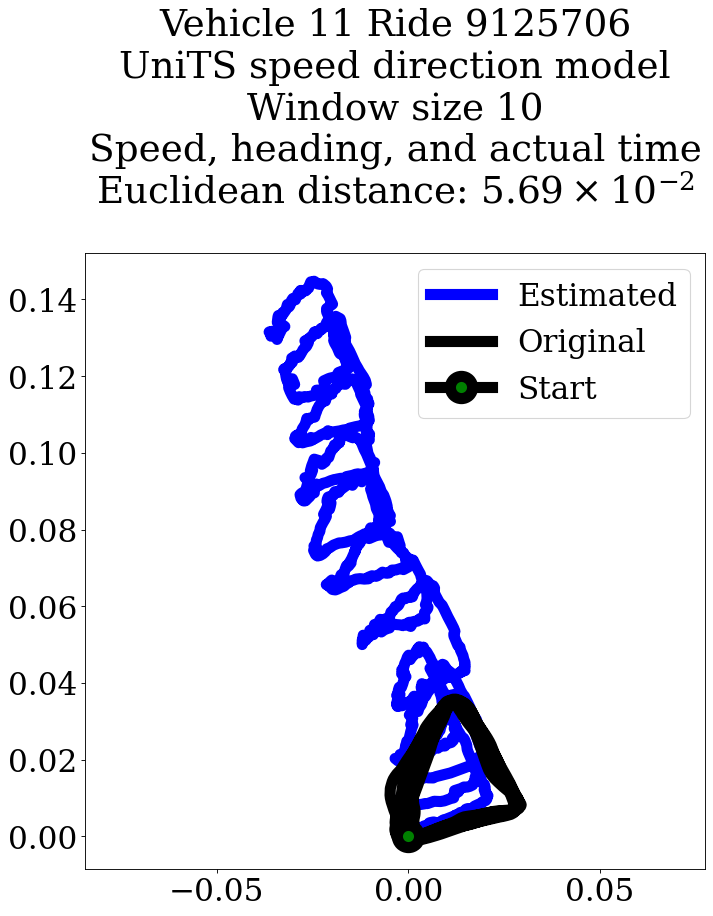 Vehicle 11 Ride 9125706
UniTS speed direction model
Window size 10
Speed, heading, and actual time
Euclidean distance: 5.69 × 10⁻²
Estimated
Original
Start
0.14
0.12
0.10
0.08
0.06
0.04
0.02
0.00
−0.05
0.00
0.05